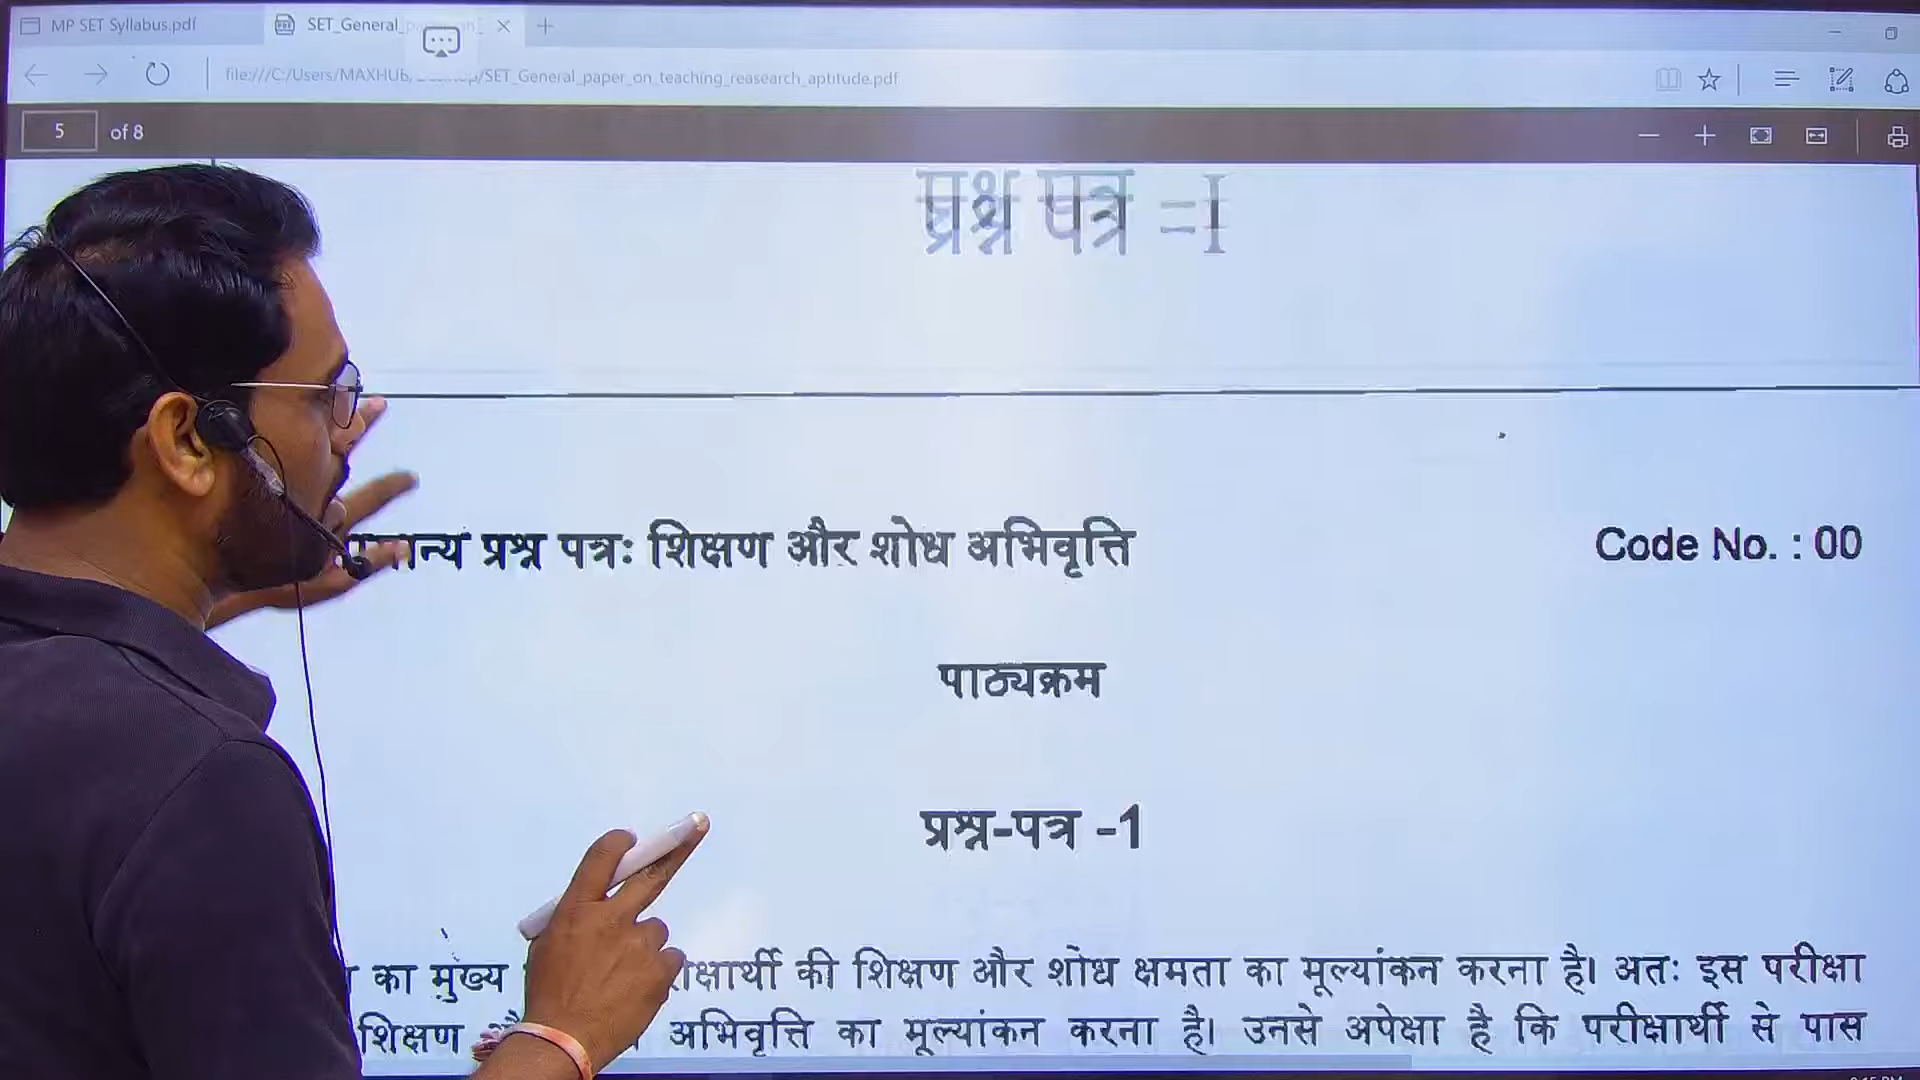 MP SET Syllabus.pdf
SET_General_
file:///C:/Users/MAXHUB/ /SET_General_paper_on_teaching_reasearch_aptitude.pdf
5 of 8
प्रश्न पत्र =I
प्रश्न पत्रः शिक्षण और शोध अभिवृत्ति Code No. : 00
पाठ्यक्रम
प्रश्न-पत्र -1
का मुख्य की शिक्षण और शोध क्षमता का मूल्यांकन करना है। अतः इस परीक्षा
शिक्षण अभिवृत्ति का मूल्यांकन करना है। उनसे अपेक्षा है कि परीक्षार्थी से पास